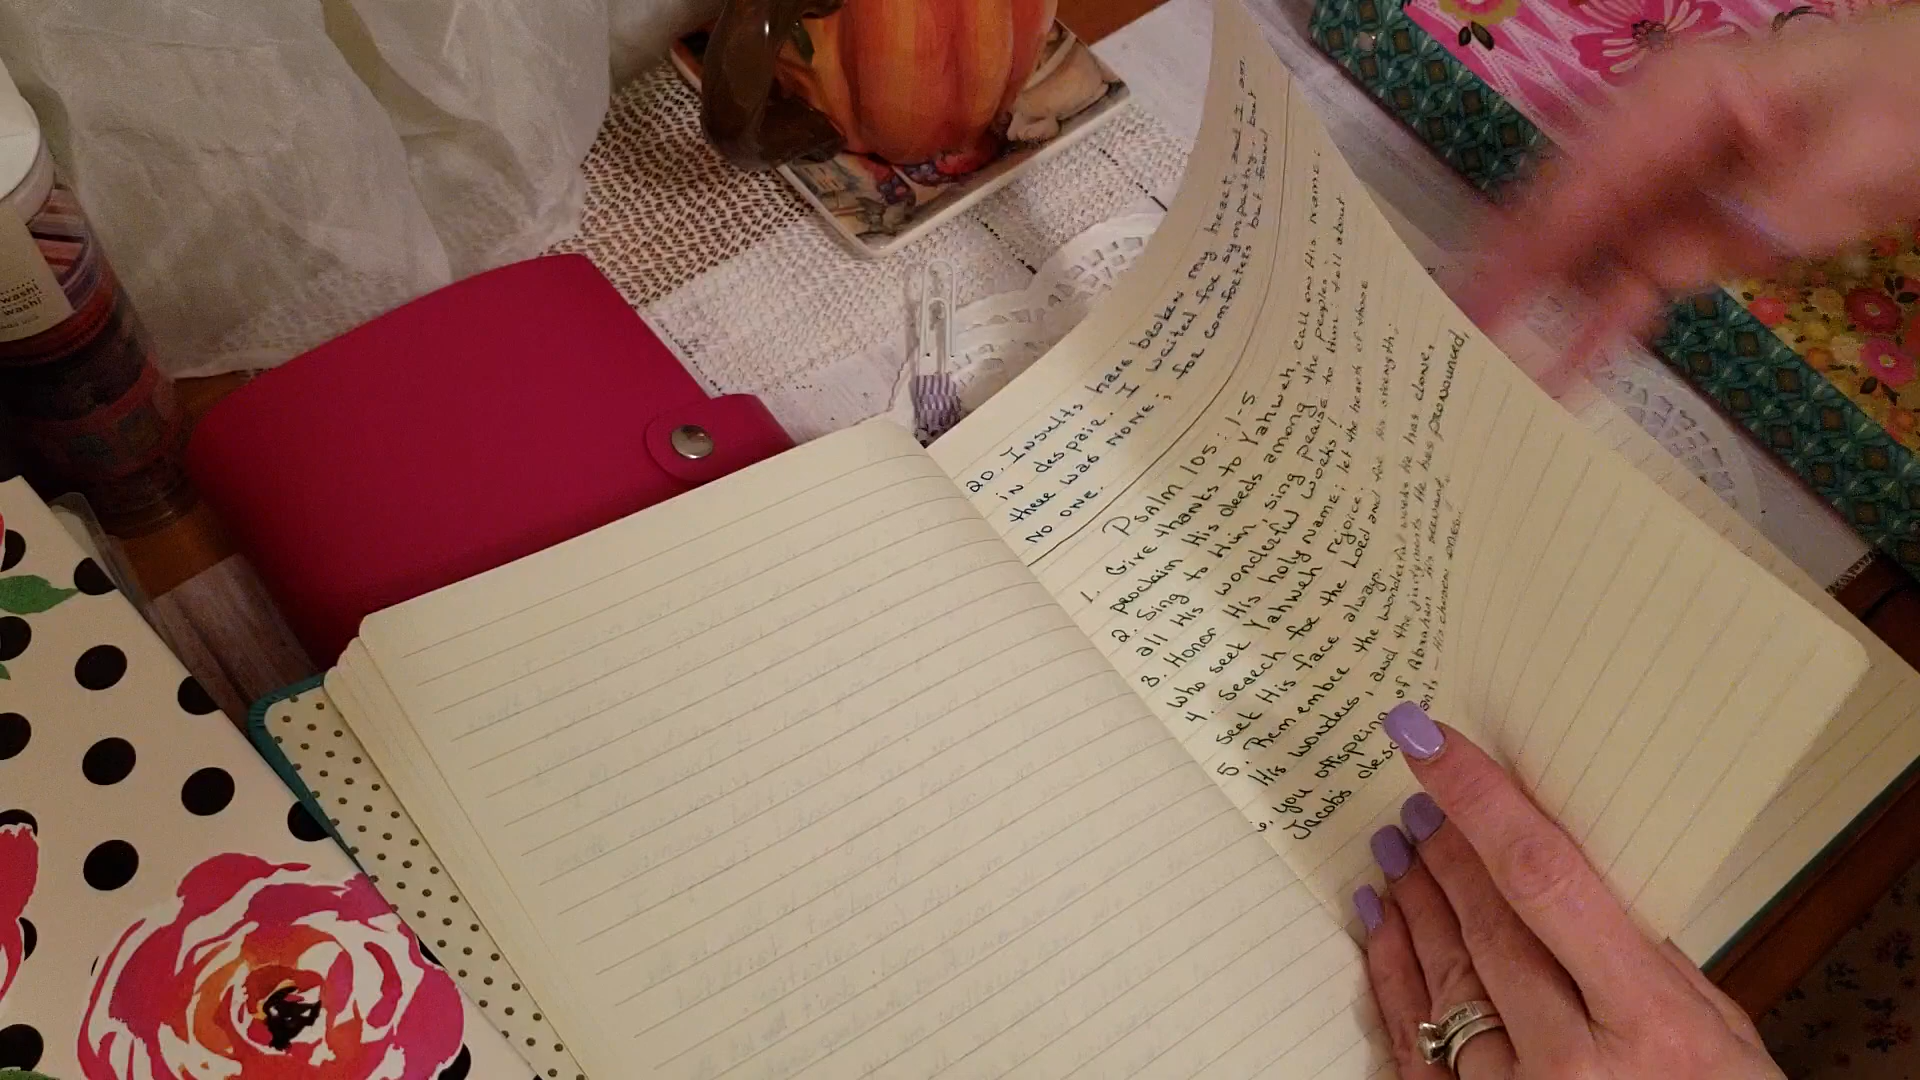 20. Insults have broken my heart, and I am
in despair. I waited for sympathy, but
there was none; for comforters but found
no one.
Psalm 105:1-5
1. Give thanks to Yahweh, call on His name;
proclaim His deeds among the peoples
2. Sing to Him, sing praise to Him: tell about
all His wonderful works!
3. Honor His holy name; let the heart of those
who seek Yahweh rejoice.
4. Search for the Lord and for his strength;
seek His face always.
5. Remember the wonderful works He has done,
His wonders, and the judgments He has pronounced,
6. you offspring of Abraham His servant,
Jacobs descendants - His chosen ones.
washi
washi